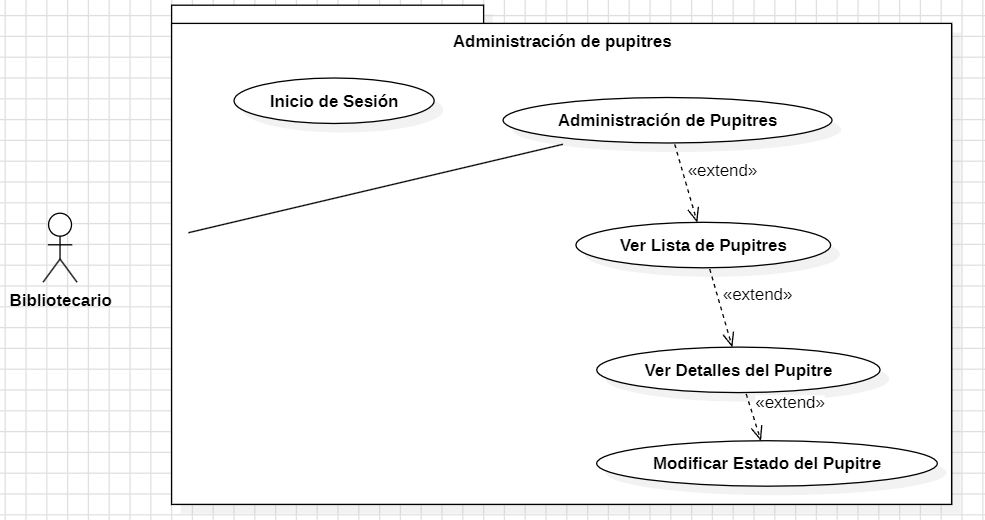 Administración de pupitres
Inicio de Sesión
Administración de Pupitres
«extend»
Ver Lista de Pupitres
«extend»
Bibliotecario
Ver Detalles del Pupitre
«extend»
Modificar Estado del Pupitre